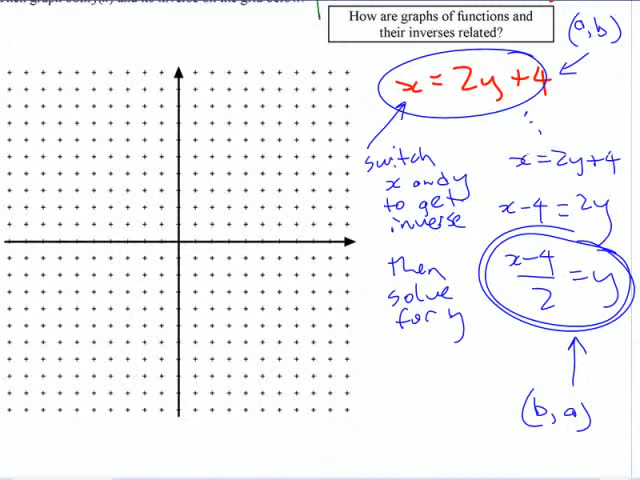 How are graphs of functions and
their inverses related?
(a,b)
x = 2y + 4
switch
x and y
to get
inverse
then
solve
for y
x = 2y + 4
x - 4 = 2y
x-4
2
= y
(b, a)